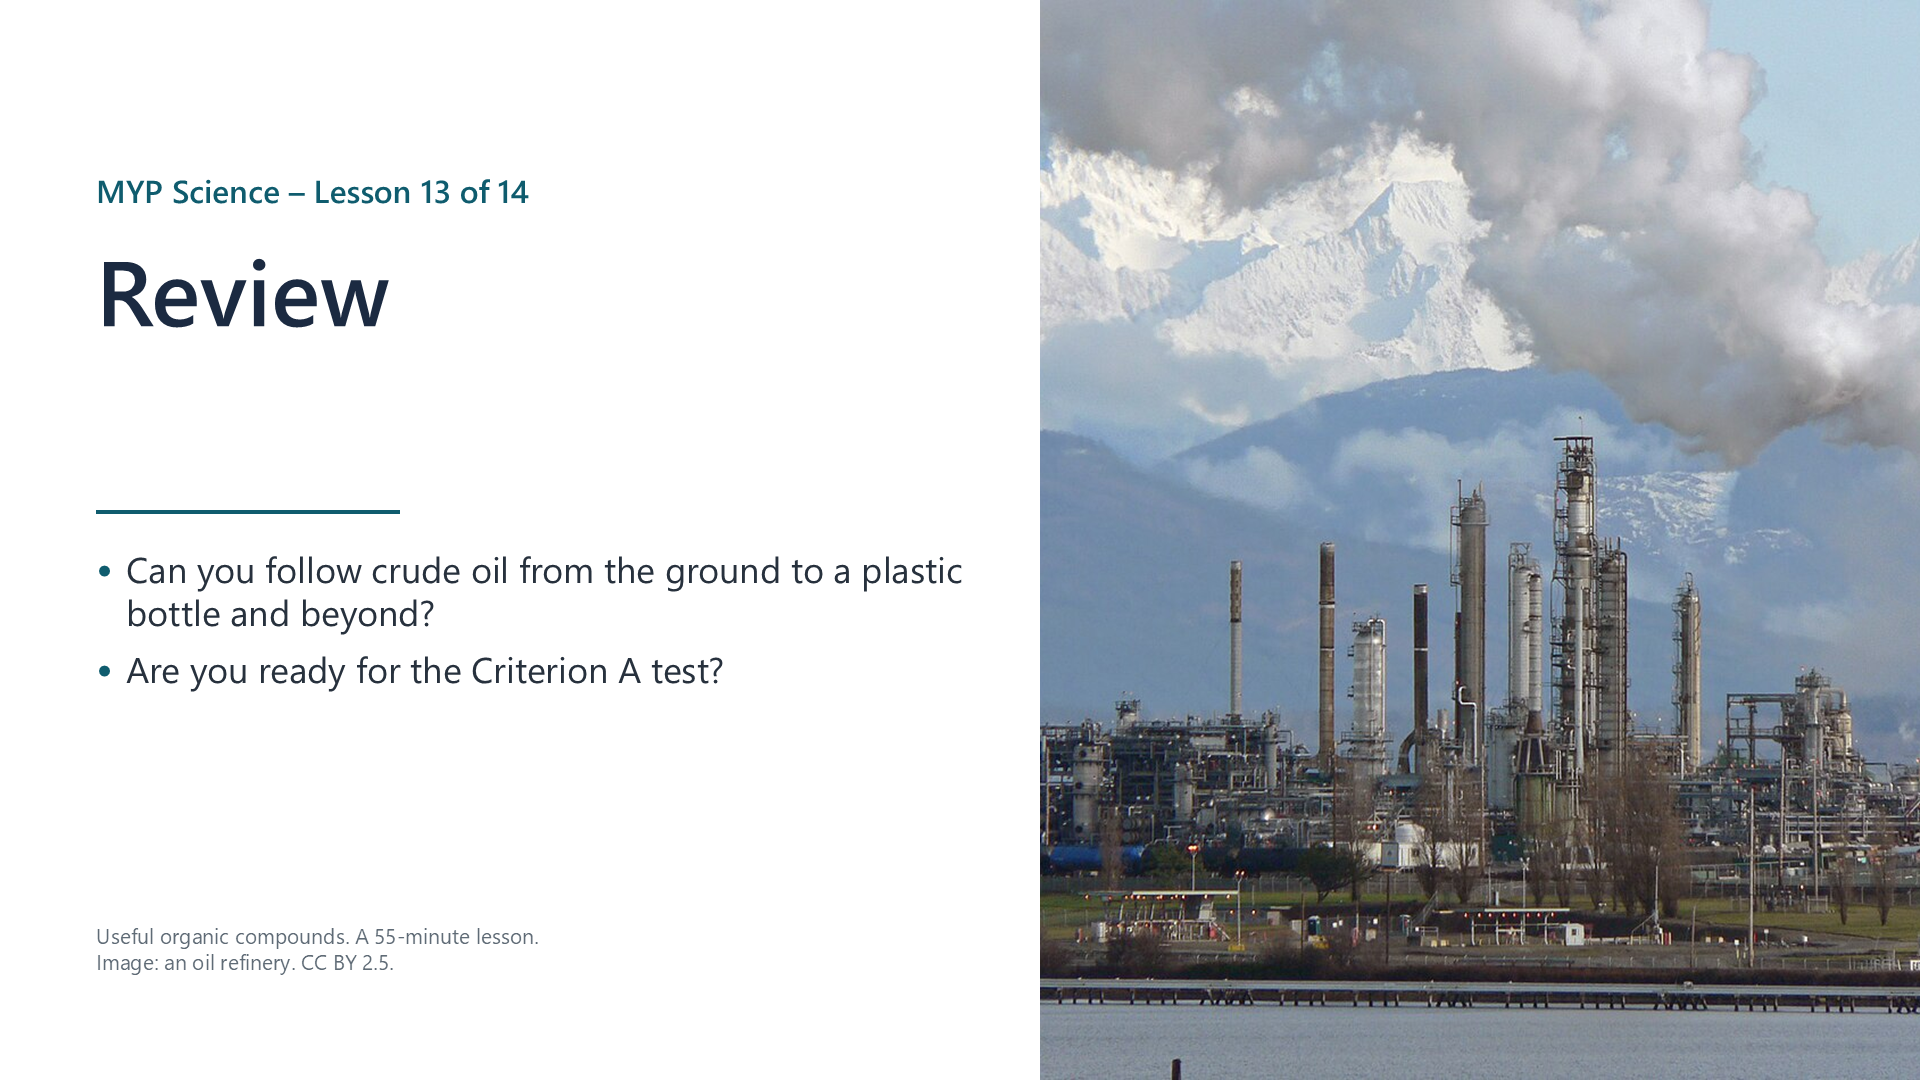 MYP Science – Lesson 13 of 14
Review
• Can you follow crude oil from the ground to a plastic
bottle and beyond?
• Are you ready for the Criterion A test?
Useful organic compounds. A 55-minute lesson.
Image: an oil refinery. CC BY 2.5.